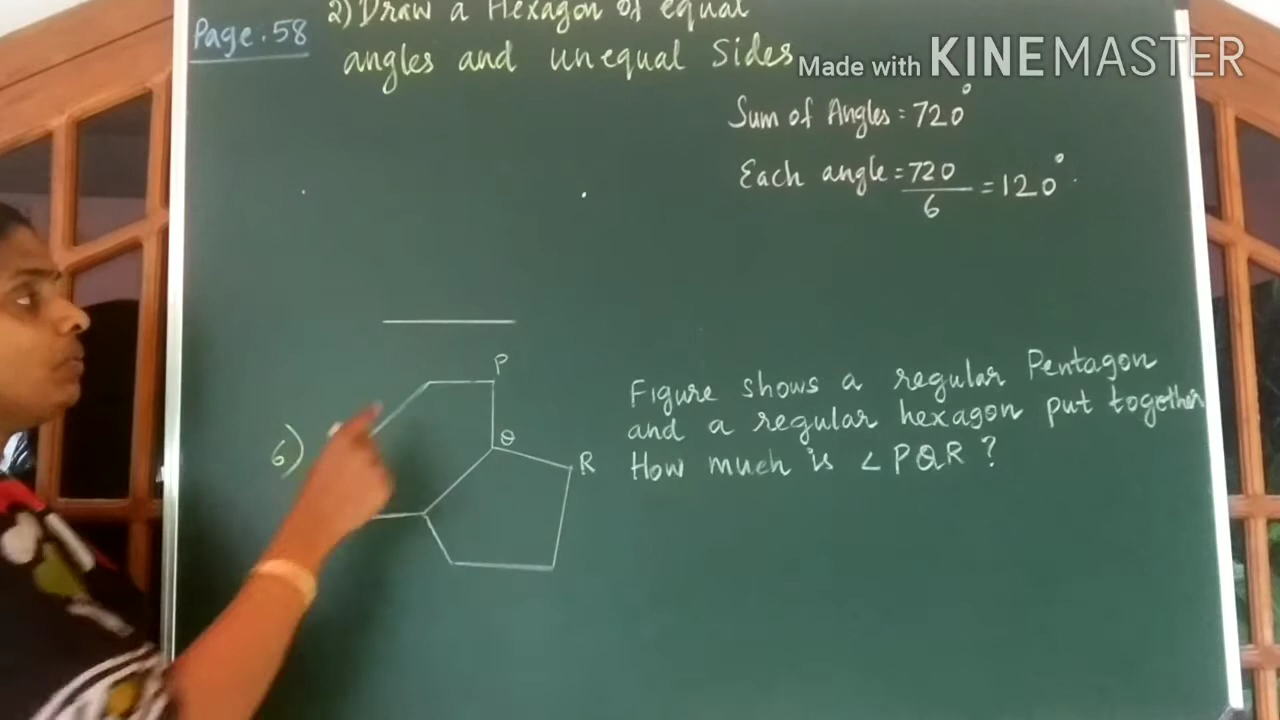 2) Draw a Hexagon of equal
Page.58
angles and unequal Sides
Made with KINEMASTER
Sum of Angles = 720°
Each angle = 720/6 = 120°.
P
6)
Q
R
Figure shows a regular Pentagon
and a regular hexagon put together
How much is ∠PQR?